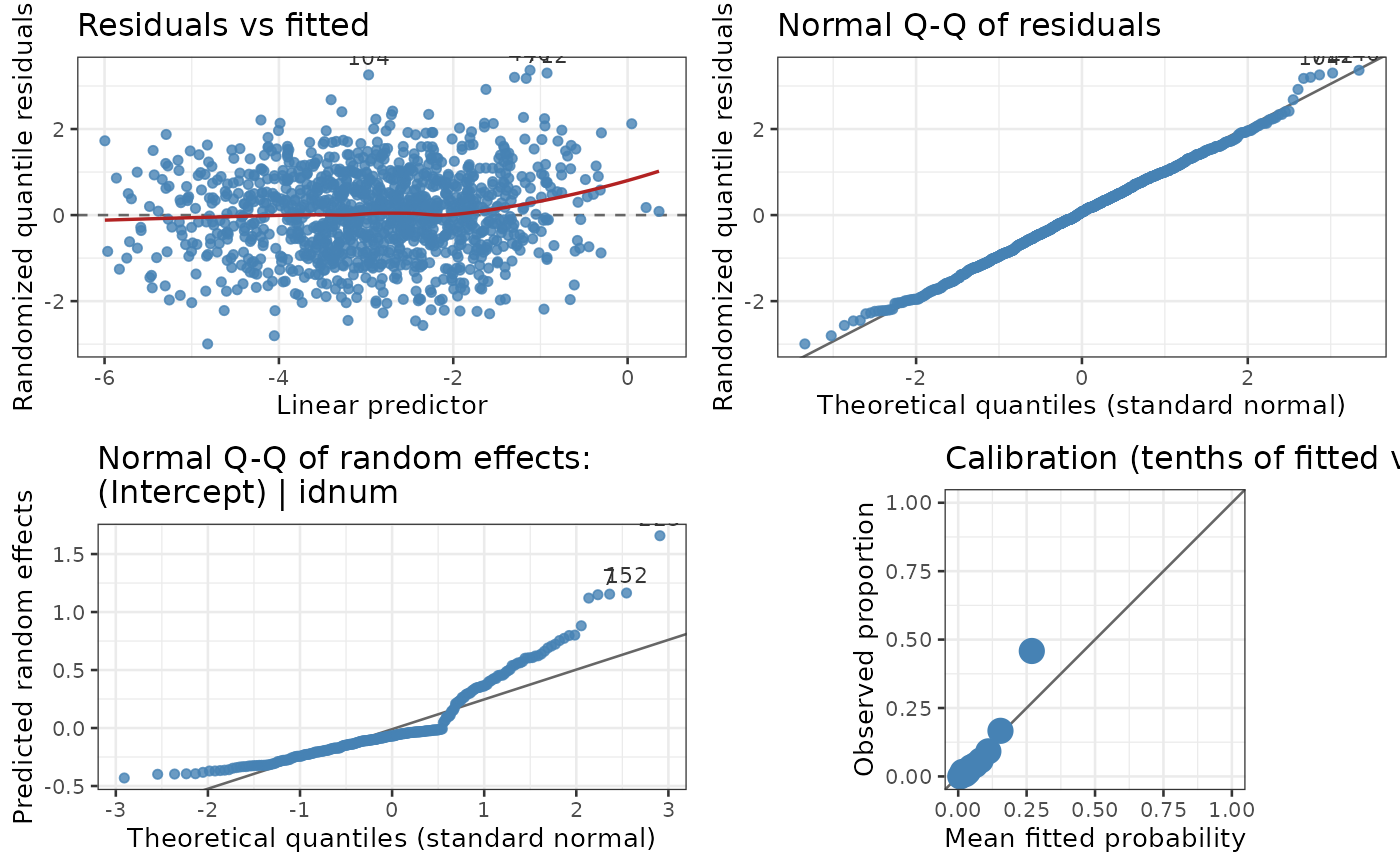 Residuals vs fitted
Randomized quantile residuals
104
2
0
-2
-6
-4
-2
0
Linear predictor
Normal Q-Q of residuals
Randomized quantile residuals
2
0
-2
-2
0
2
Theoretical quantiles (standard normal)
Normal Q-Q of random effects:
(Intercept) | idnum
Predicted random effects
152
1.5
1.0
0.5
0.0
-0.5
-3
-2
-1
0
1
2
3
Theoretical quantiles (standard normal)
Calibration (tenths of fitted v
Observed proportion
1.00
0.75
0.50
0.25
0.00
0.00
0.25
0.50
0.75
1.00
Mean fitted probability